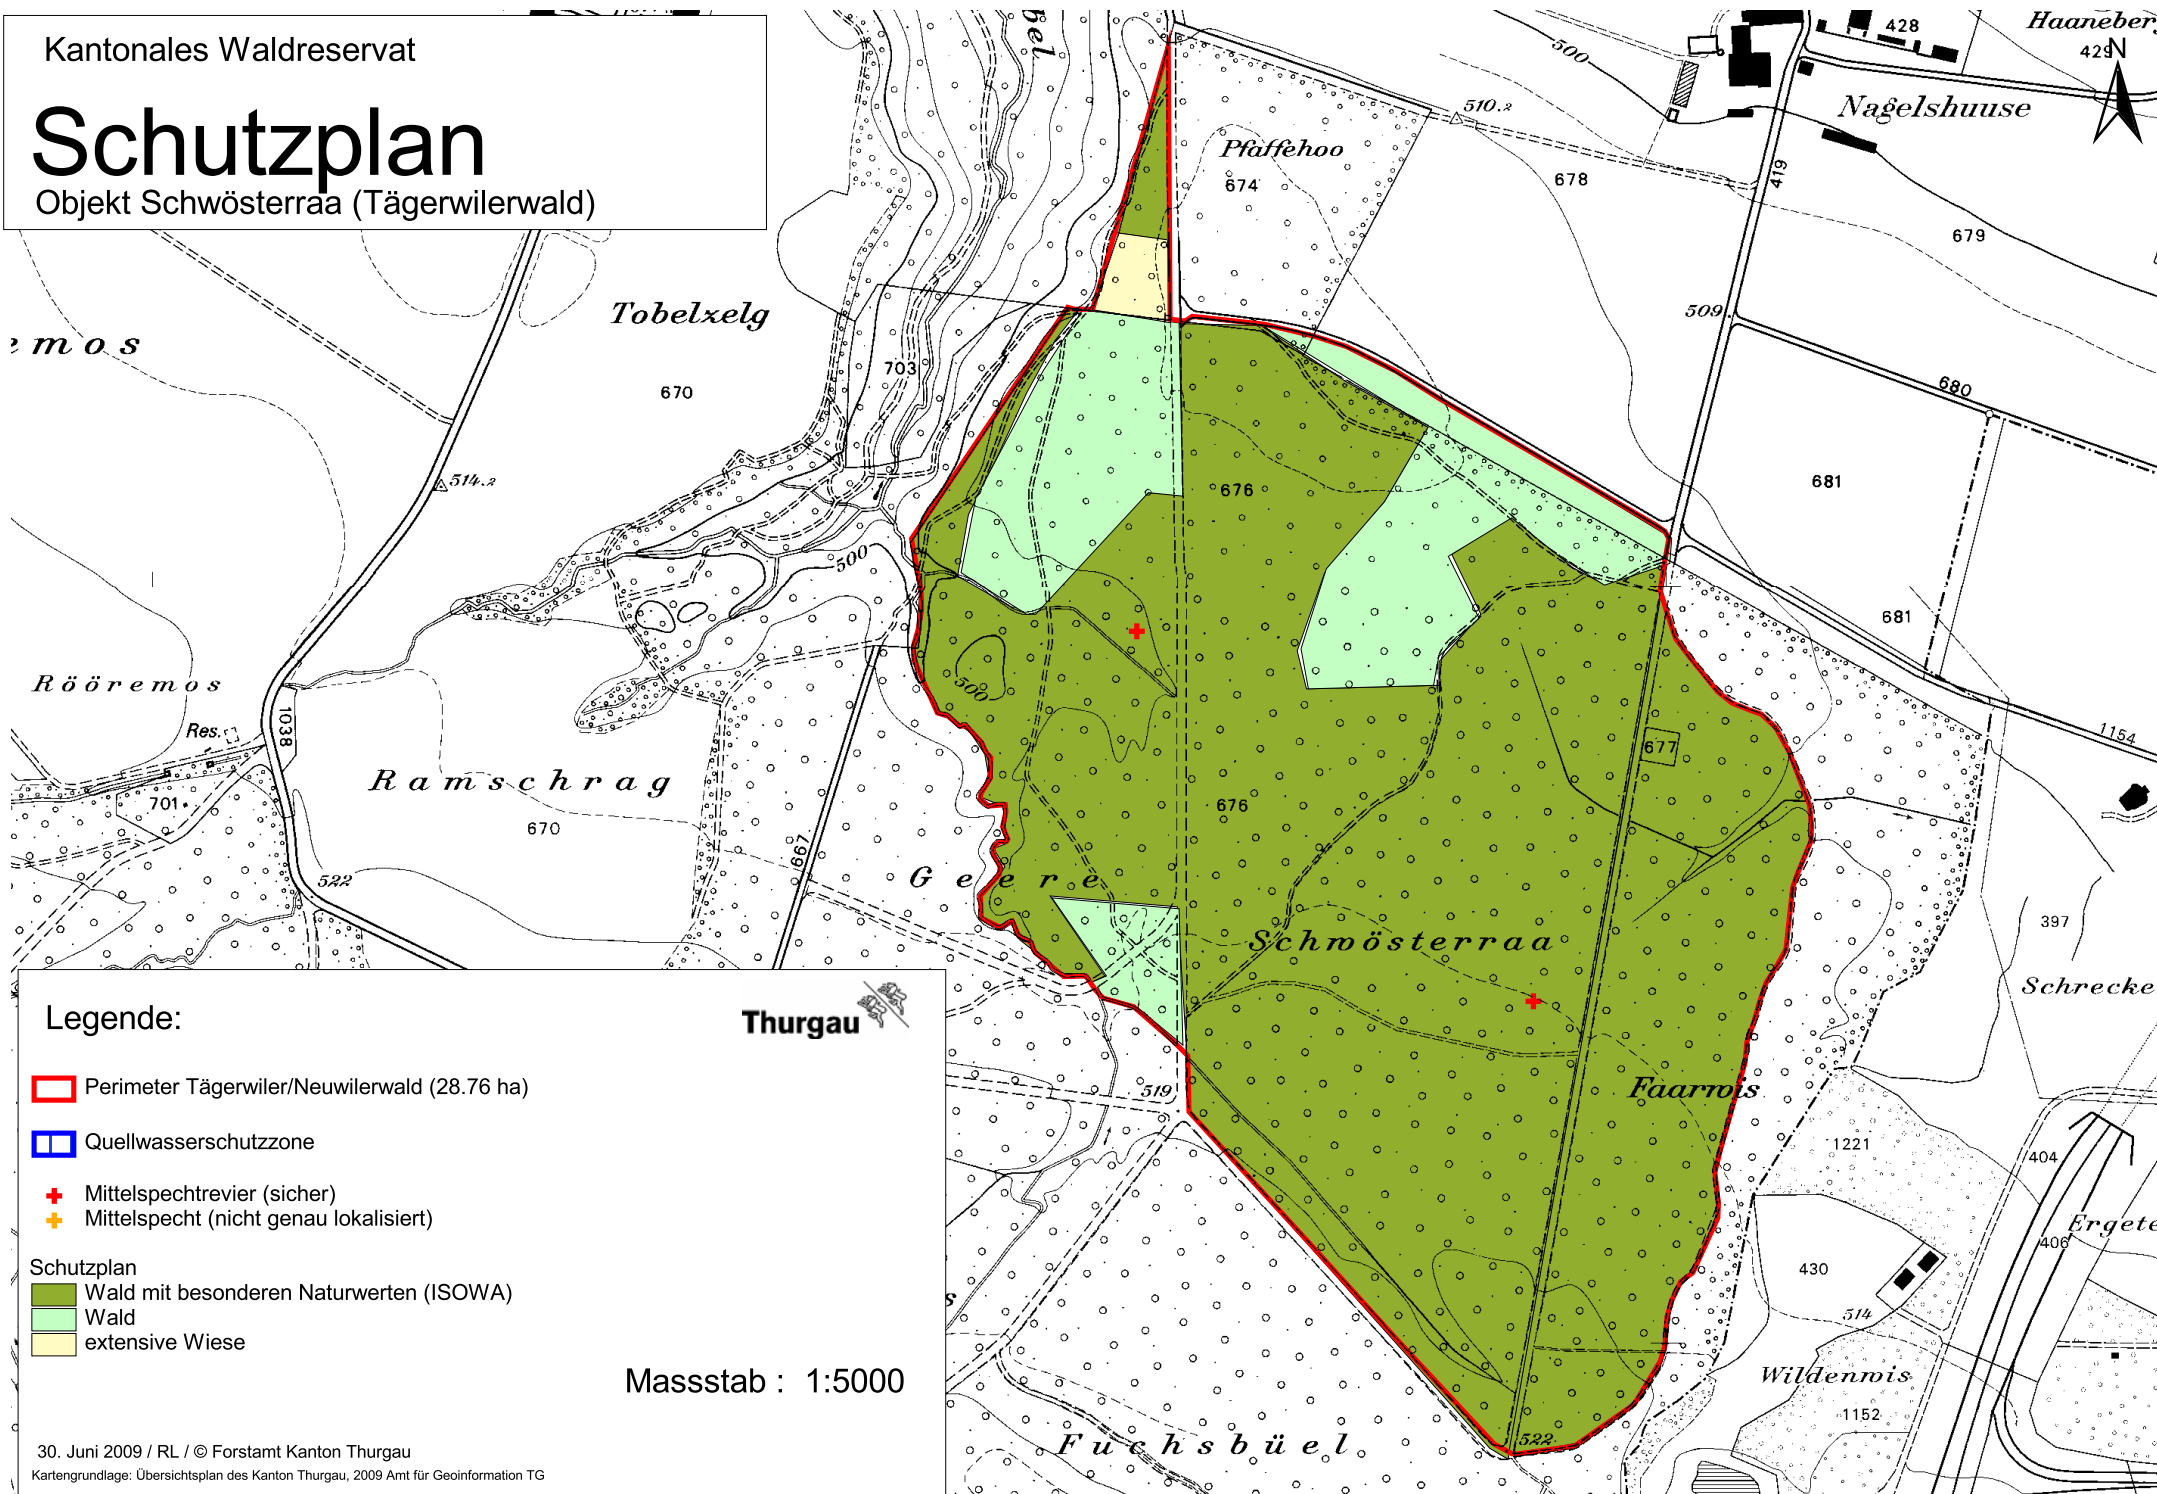 Kantonales Waldreservat
Schutzplan
Objekt Schwösterraa (Tägerwilerwald)
bel
500
510.2
428
Haaneber
429
N
Nagelshuuse
Pfaffehoo
674
678
419
679
Tobelzelg
emos
509
703
670
680
514.2
676
681
500
681
Rööremos
500
Res.
1038
677
1154
Ramschrag
701
670
676
667
522
Geere
397
Schwösterraa
Schrecke
Legende:
Thurgau
Perimeter Tägerwiler/Neuwilerwald (28.76 ha)
519
Faarwis
Quellwasserschutzzone
1221
404
Mittelspechtrevier (sicher)
Mittelspecht (nicht genau lokalisiert)
Ergete
406
Schutzplan
430
Wald mit besonderen Naturwerten (ISOWA)
s
Wald
514
extensive Wiese
Massstab : 1:5000
Wildenwis
1152
Fuchsbüel
522
30. Juni 2009 / RL / © Forstamt Kanton Thurgau
Kartengrundlage: Übersichtsplan des Kanton Thurgau, 2009 Amt für Geoinformation TG